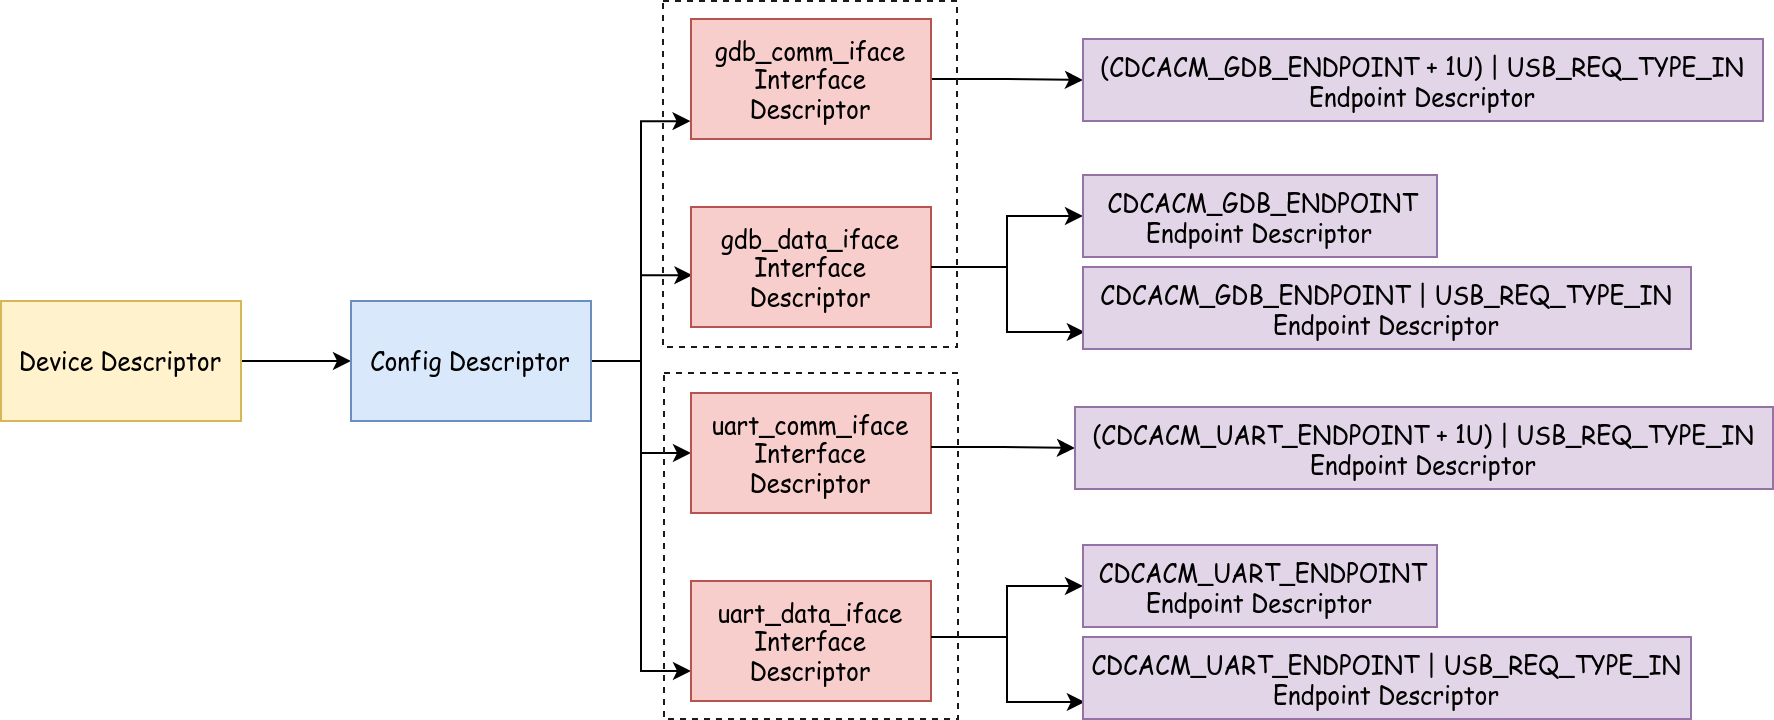 Device Descriptor
Config Descriptor
gdb_comm_iface
Interface
Descriptor
(CDCACM_GDB_ENDPOINT + 1U) | USB_REQ_TYPE_IN
Endpoint Descriptor
gdb_data_iface
Interface
Descriptor
CDCACM_GDB_ENDPOINT
Endpoint Descriptor
CDCACM_GDB_ENDPOINT | USB_REQ_TYPE_IN
Endpoint Descriptor
uart_comm_iface
Interface
Descriptor
(CDCACM_UART_ENDPOINT + 1U) | USB_REQ_TYPE_IN
Endpoint Descriptor
uart_data_iface
Interface
Descriptor
CDCACM_UART_ENDPOINT
Endpoint Descriptor
CDCACM_UART_ENDPOINT | USB_REQ_TYPE_IN
Endpoint Descriptor